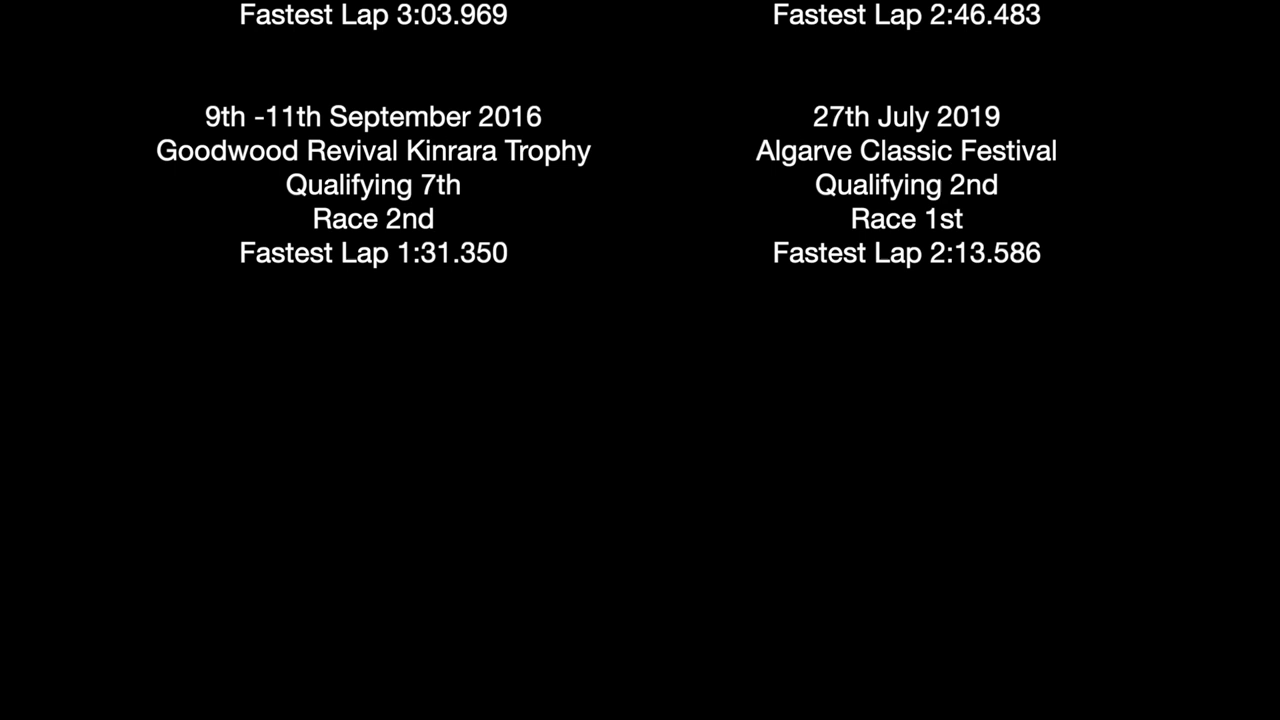 Fastest Lap 3:03.969
9th -11th September 2016
Goodwood Revival Kinrara Trophy
Qualifying 7th
Race 2nd
Fastest Lap 1:31.350
Fastest Lap 2:46.483
27th July 2019
Algarve Classic Festival
Qualifying 2nd
Race 1st
Fastest Lap 2:13.586